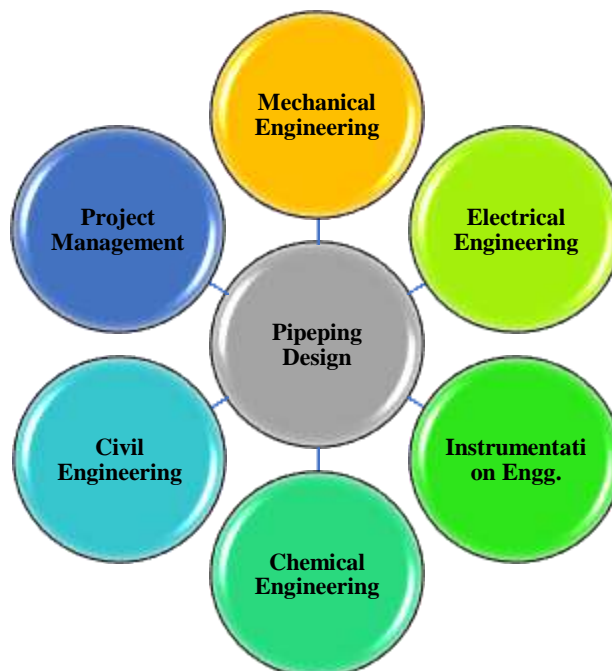 Mechanical
Engineering
Project
Management
Electrical
Engineering
Pipeping
Design
Civil
Engineering
Instrumentati
on Engg.
Chemical
Engineering